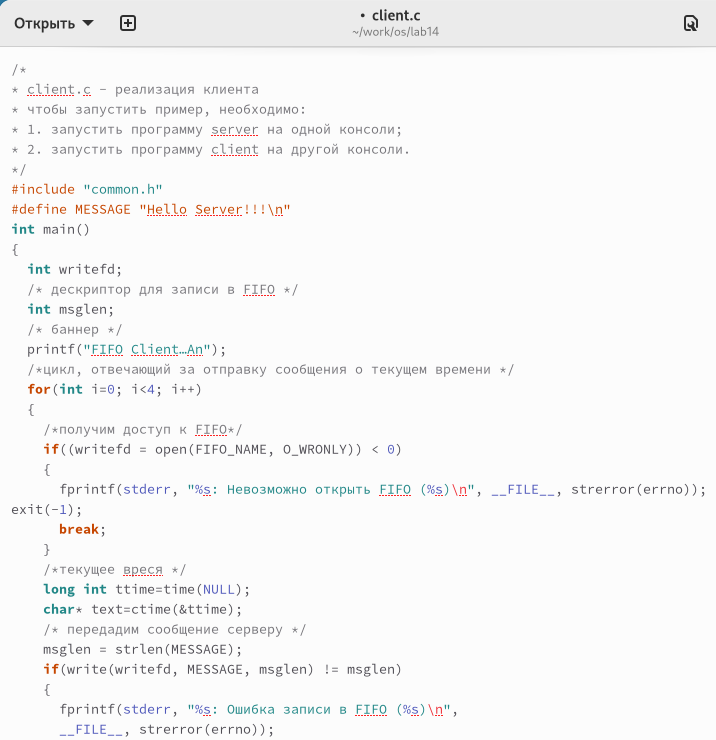 Открыть
• client.c
~/work/os/lab14
/*
* client.c - реализация клиента
* чтобы запустить пример, необходимо:
* 1. запустить программу server на одной консоли;
* 2. запустить программу client на другой консоли.
*/
#include "common.h"
#define MESSAGE "Hello Server!!!\n"
int main()
{
  int writefd;
  /* дескриптор для записи в FIFO */
  int msglen;
  /* баннер */
  printf("FIFO Client…An");
  /*цикл, отвечающий за отправку сообщения о текущем времени */
  for(int i=0; i<4; i++)
  {
    /*получим доступ к FIFO*/
    if((writefd = open(FIFO_NAME, O_WRONLY)) < 0)
    {
      fprintf(stderr, "%s: Невозможно открыть FIFO (%s)\n", __FILE__, strerror(errno));
exit(-1);
      break;
    }
    /*текущее вреся */
    long int ttime=time(NULL);
    char* text=ctime(&ttime);
    /* передадим сообщение серверу */
    msglen = strlen(MESSAGE);
    if(write(writefd, MESSAGE, msglen) != msglen)
    {
      fprintf(stderr, "%s: Ошибка записи в FIFO (%s)\n",
      __FILE__, strerror(errno));